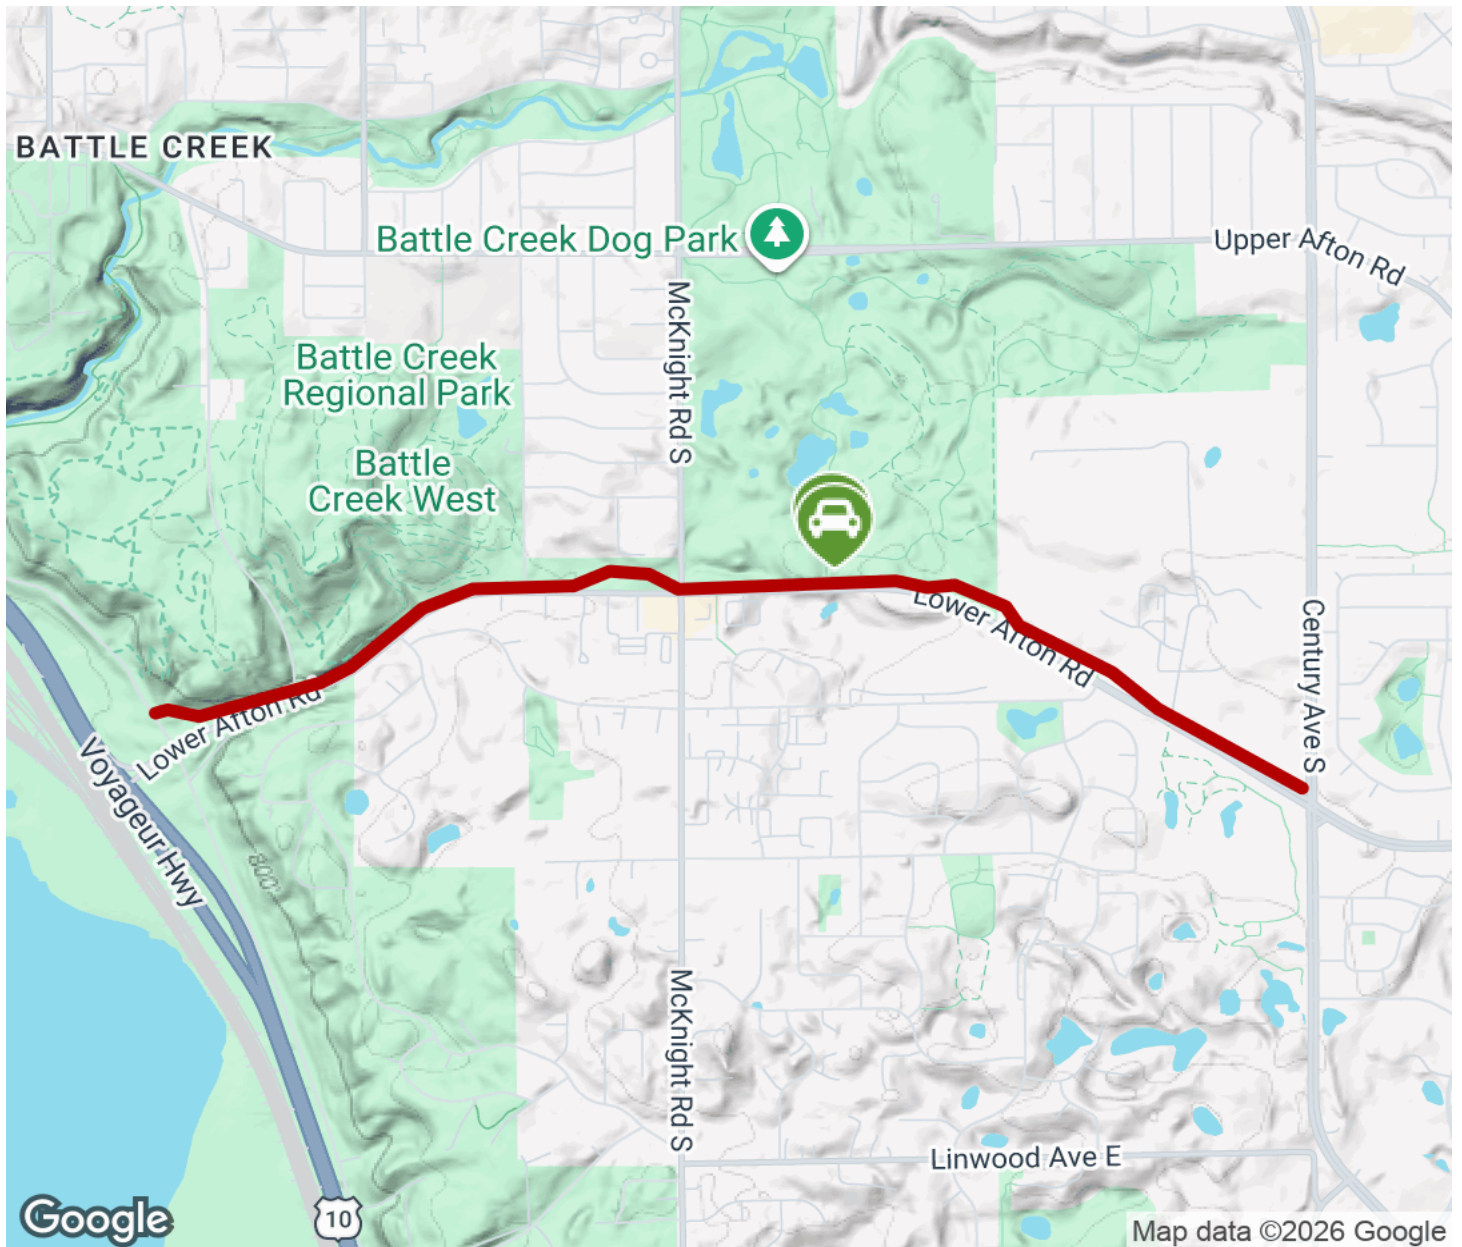 BATTLE CREEK
Battle Creek Dog Park
Upper Afton Rd
McKnight Rd S
Battle Creek
Regional Park
Battle
Creek West
Lower Afton Rd
Century Ave S
Lower Afton Rd
Voyageur Hwy
800'
McKnight Rd S
Linwood Ave E
10
Google
Map data ©2026 Google